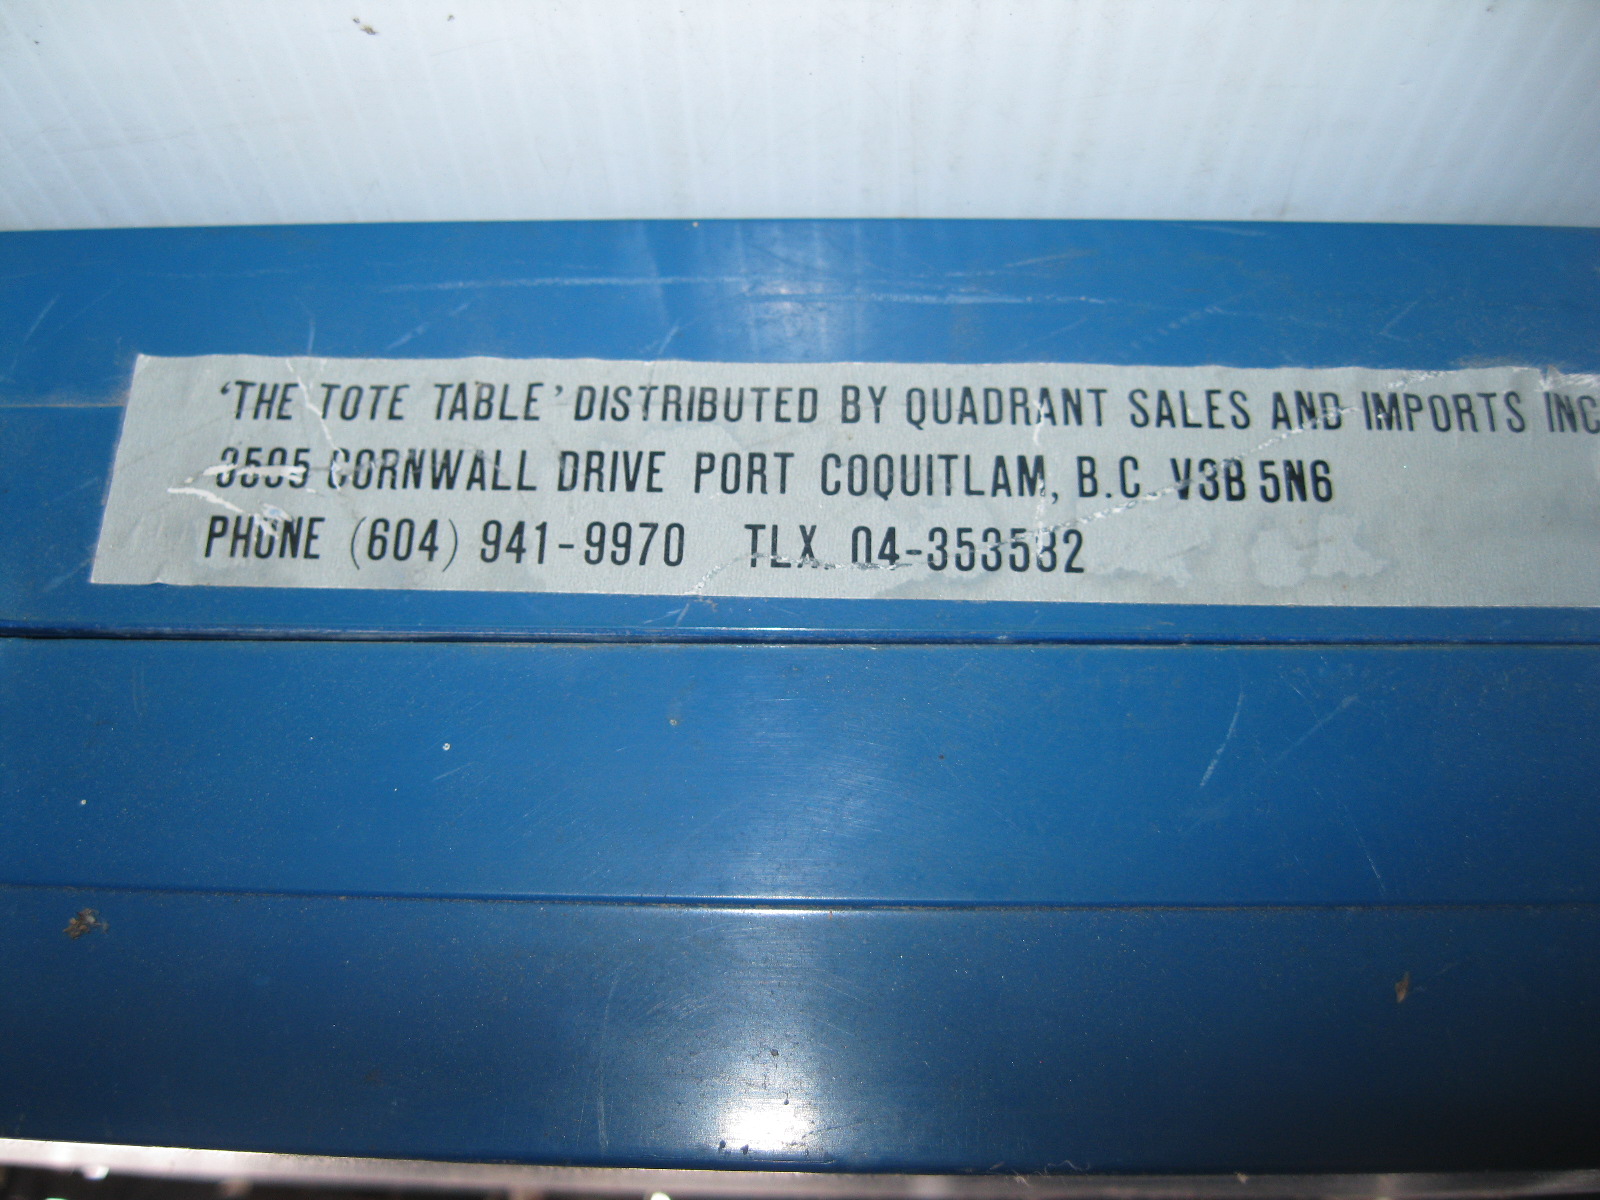 'THE TOTE TABLE' DISTRIBUTED BY QUADRANT SALES AND IMPORTS INC
CORNWALL DRIVE PORT COQUITLAM, B.C. V3B 5N6
PHONE (604) 941-9970 TLX. 04-353532